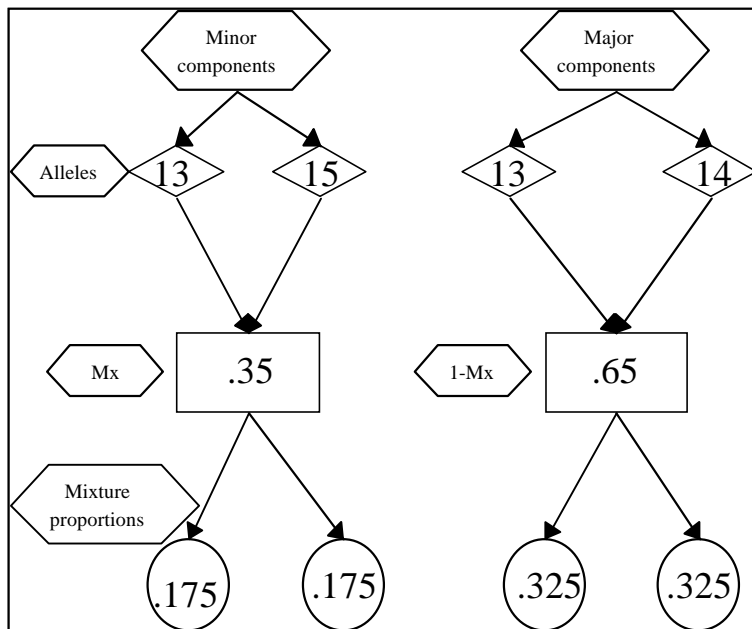 Minor
components
Major
components
Alleles
13
15
13
14
Mx
.35
1-Mx
.65
Mixture
proportions
.175
.175
.325
.325